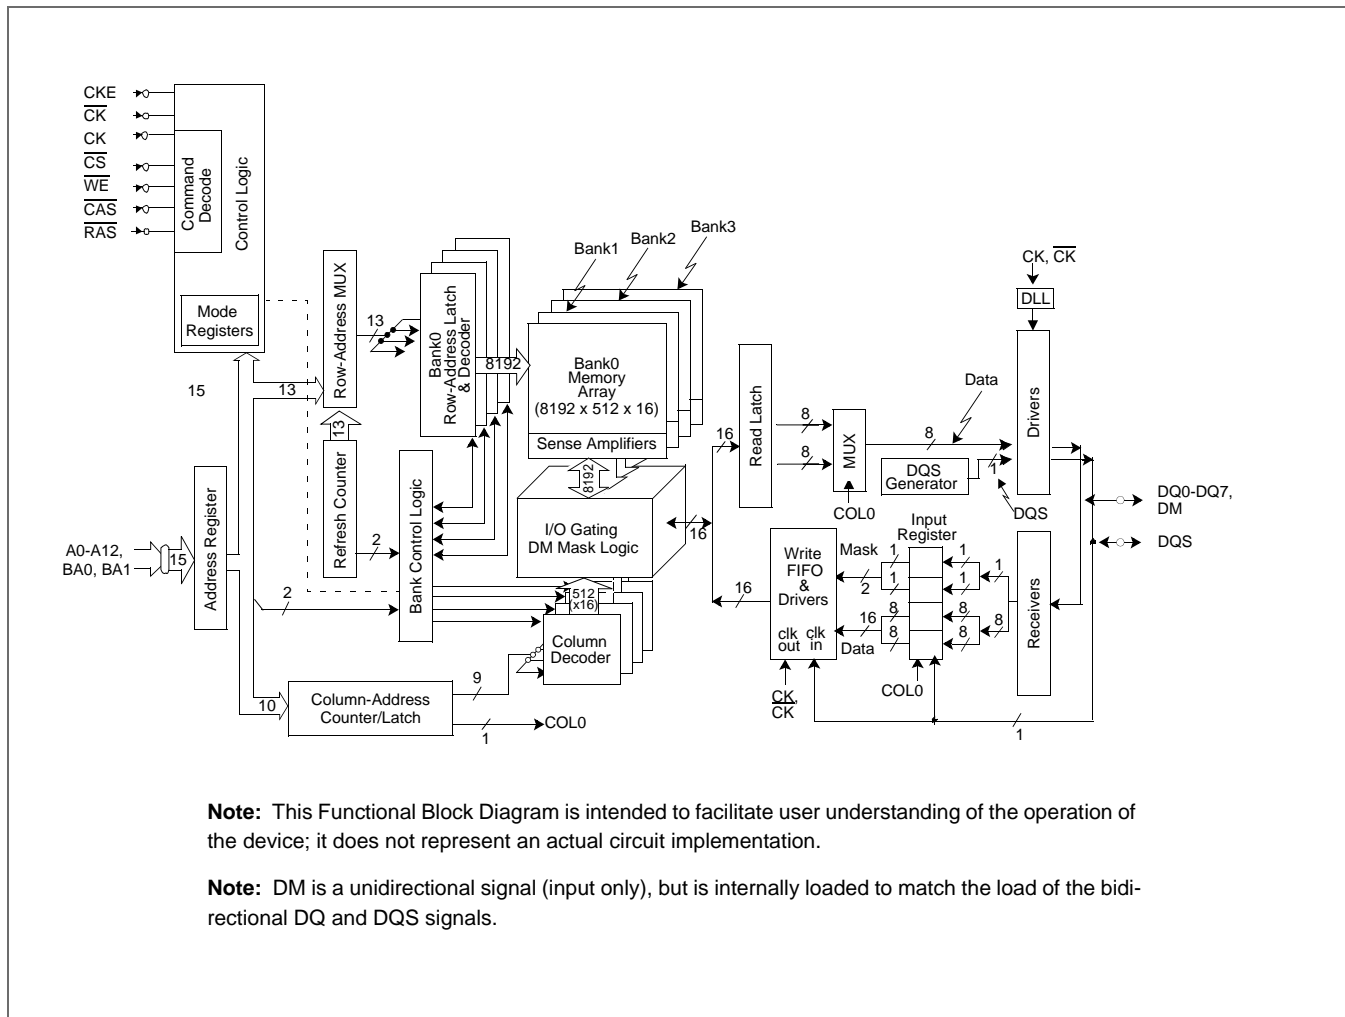 CKE
CK
CK
CS
WE
CAS
RAS
Command
Decode
Control Logic
Mode
Registers
15
13
Row-Address MUX
13
13
Refresh Counter
2
Bank0
Row-Address Latch
& Decoder
8192
Bank1
Bank2
Bank3
Bank0
Memory
Array
(8192 x 512 x 16)
Sense Amplifiers
8192
I/O Gating
DM Mask Logic
16
Bank Control Logic
512
(x16)
Column
Decoder
A0-A12,
BA0, BA1
15
Address Register
2
10
Column-Address
Counter/Latch
9
1
COL0
16
Read Latch
8
8
MUX
COL0
8
Data
DQS
Generator
1
DQS
CK, CK
DLL
Drivers
DQ0-DQ7,
DM
DQS
Input
Register
Write
FIFO
&
Drivers
clk
out
clk
in
16
Mask
1
1
2
16
Data
8
8
1
1
1
8
8
8
Receivers
CK,
CK
COL0
1
Note: This Functional Block Diagram is intended to facilitate user understanding of the operation of
the device; it does not represent an actual circuit implementation.
Note: DM is a unidirectional signal (input only), but is internally loaded to match the load of the bidi-
rectional DQ and DQS signals.